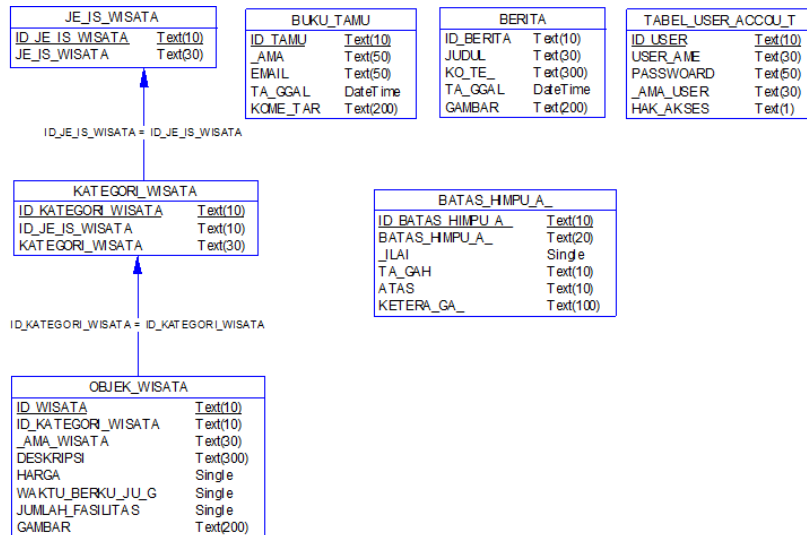 JE_IS_WISATA
ID_JE_IS_WISATA Text(10)
JE_IS_WISATA Text(30)
BUKU_TAMU
ID_TAMU Text(10)
_AMA Text(50)
EMAIL Text(50)
TA_GGAL DateTime
KOME_TAR Text(200)
BERITA
ID_BERITA Text(10)
JUDUL Text(30)
KO_TE_ Text(300)
TA_GGAL DateTime
GAMBAR Text(200)
TABEL_USER_ACCOU_T
ID_USER Text(10)
USER_AME Text(30)
PASSWOARD Text(50)
_AMA_USER Text(30)
HAK_AKSES Text(1)
ID_JE_IS_WISATA = ID_JE_IS_WISATA
KATEGORI_WISATA
ID_KATEGORI_WISATA Text(10)
ID_JE_IS_WISATA Text(10)
KATEGORI_WISATA Text(30)
BATAS_HIMPU_A_
ID_BATAS_HIMPU_A_ Text(10)
BATAS_HIMPU_A_ Text(20)
_ILAI Single
TA_GAH Text(10)
ATAS Text(10)
KETERA_GA_ Text(100)
ID_KATEGORI_WISATA = ID_KATEGORI_WISATA
OBJEK_WISATA
ID_WISATA Text(10)
ID_KATEGORI_WISATA Text(10)
_AMA_WISATA Text(30)
DESKRIPSI Text(300)
HARGA Single
WAKTU_BERKU_JU_G Single
JUMLAH_FASILITAS Single
GAMBAR Text(200)